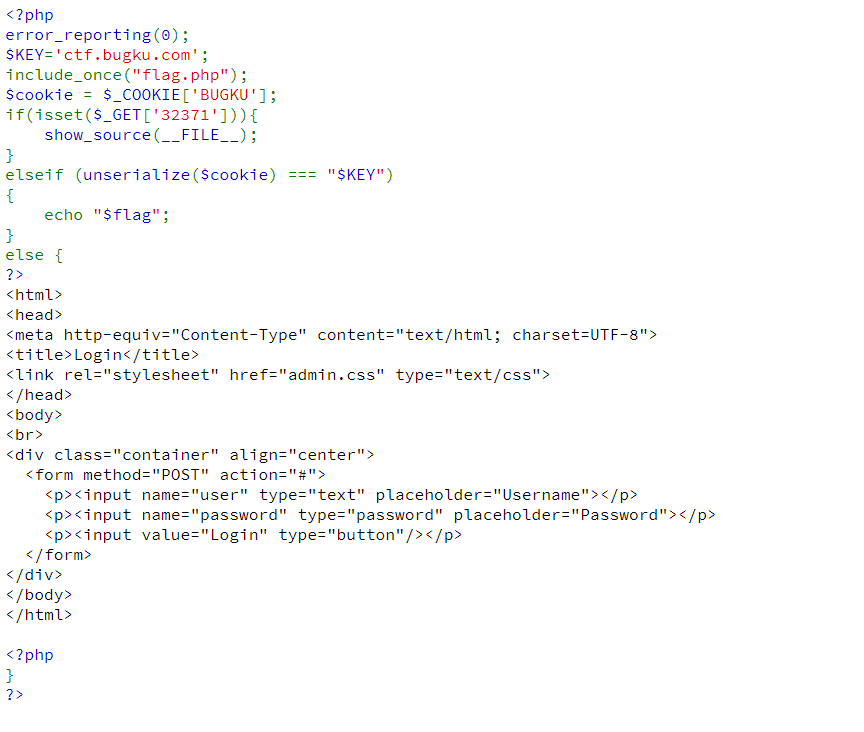 <?php
error_reporting(0);
$KEY='ctf.bugku.com';
include_once("flag.php");
$cookie = $_COOKIE['BUGKU'];
if(isset($_GET['32371'])){
    show_source(__FILE__);
}
elseif (unserialize($cookie) === "$KEY")
{
    echo "$flag";
}
else {
?>
<html>
<head>
<meta http-equiv="Content-Type" content="text/html; charset=UTF-8">
<title>Login</title>
<link rel="stylesheet" href="admin.css" type="text/css">
</head>
<body>
<br>
<div class="container" align="center">
  <form method="POST" action="#">
    <p><input name="user" type="text" placeholder="Username"></p>
    <p><input name="password" type="password" placeholder="Password"></p>
    <p><input value="Login" type="button"/></p>
  </form>
</div>
</body>
</html>

<?php
}
?>